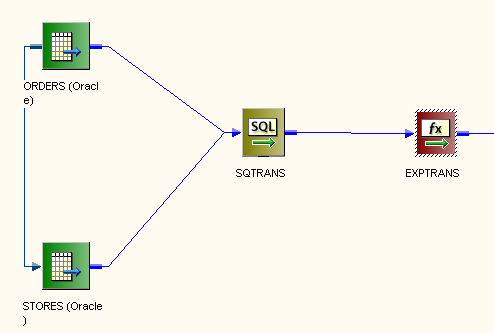 ORDERS (Oracl
e)
SQL
SQTRANS
fx
EXPTRANS
STORES (Oracle
)